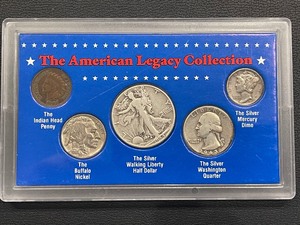 The American Legacy Collection
The
Indian Head
Penny
The Silver
Mercury
Dime
The
Buffalo
Nickel
The Silver
Walking Liberty
Half Dollar
The Silver
Washington
Quarter